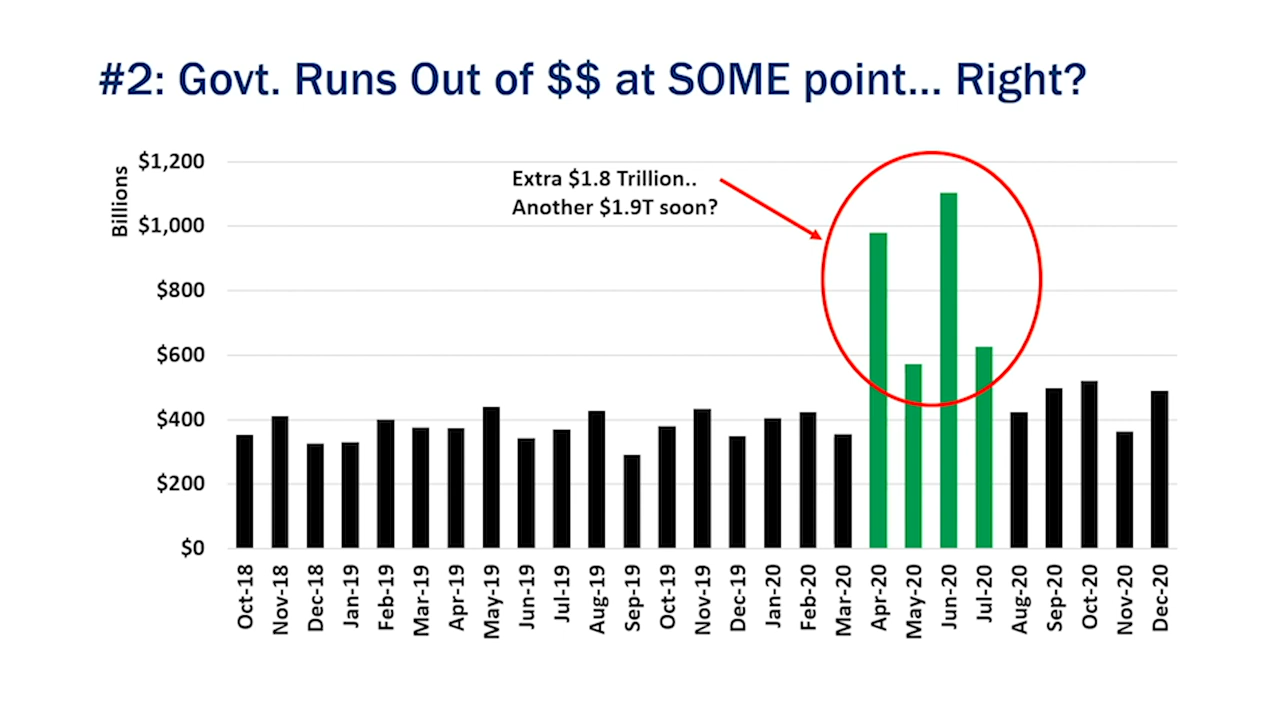 #2: Govt. Runs Out of $$ at SOME point... Right?
Billions
$1,200
$1,000
$800
$600
$400
$200
$0
Extra $1.8 Trillion..
Another $1.9T soon?
Oct-18
Nov-18
Dec-18
Jan-19
Feb-19
Mar-19
Apr-19
May-19
Jun-19
Jul-19
Aug-19
Sep-19
Oct-19
Nov-19
Dec-19
Jan-20
Feb-20
Mar-20
Apr-20
May-20
Jun-20
Jul-20
Aug-20
Sep-20
Oct-20
Nov-20
Dec-20